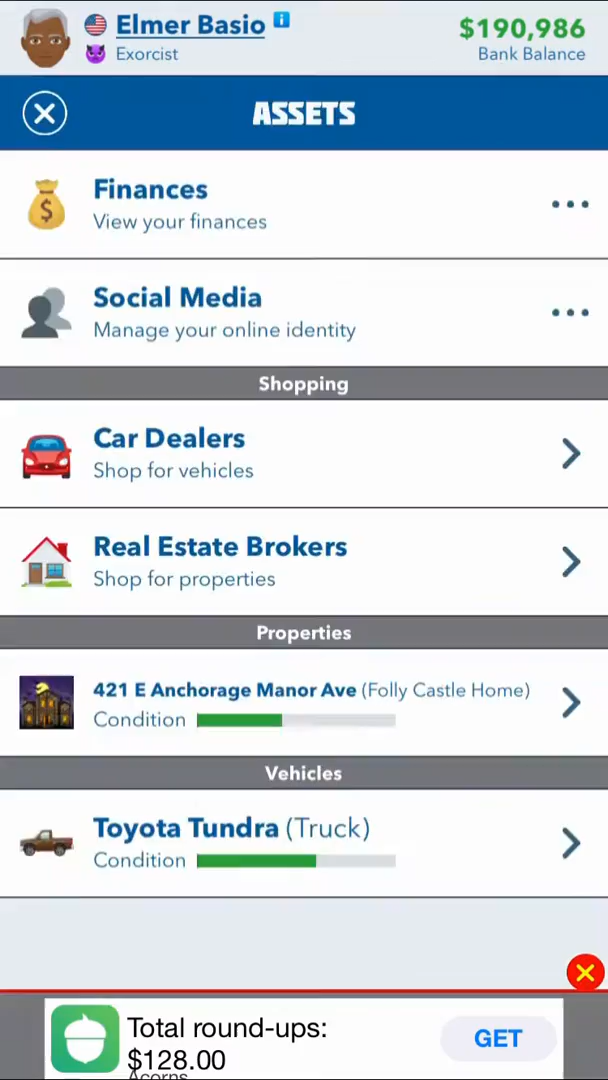 Elmer Basio
$190,986
Exorcist
Bank Balance
ASSETS
Finances
View your finances
Social Media
Manage your online identity
Shopping
Car Dealers
Shop for vehicles
Real Estate Brokers
Shop for properties
Properties
421 E Anchorage Manor Ave (Folly Castle Home)
Condition
Vehicles
Toyota Tundra (Truck)
Condition
Total round-ups:
$128.00
Acorns
GET